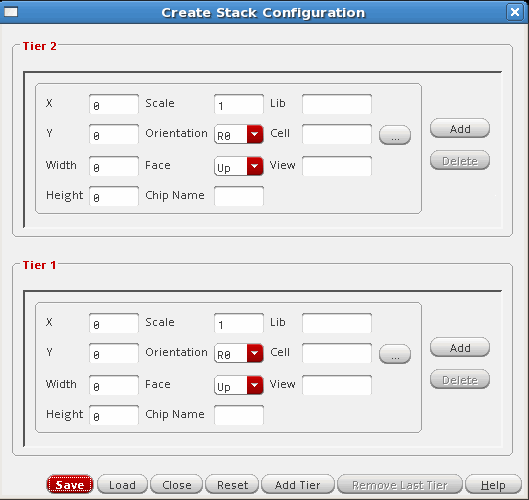 Create Stack Configuration
Tier 2
X 0 Scale 1 Lib
Y 0 Orientation R0 Cell ... Add
Width 0 Face Up View Delete
Height 0 Chip Name
Tier 1
X 0 Scale 1 Lib
Y 0 Orientation R0 Cell ... Add
Width 0 Face Up View Delete
Height 0 Chip Name
Save Load Close Reset Add Tier Remove Last Tier Help